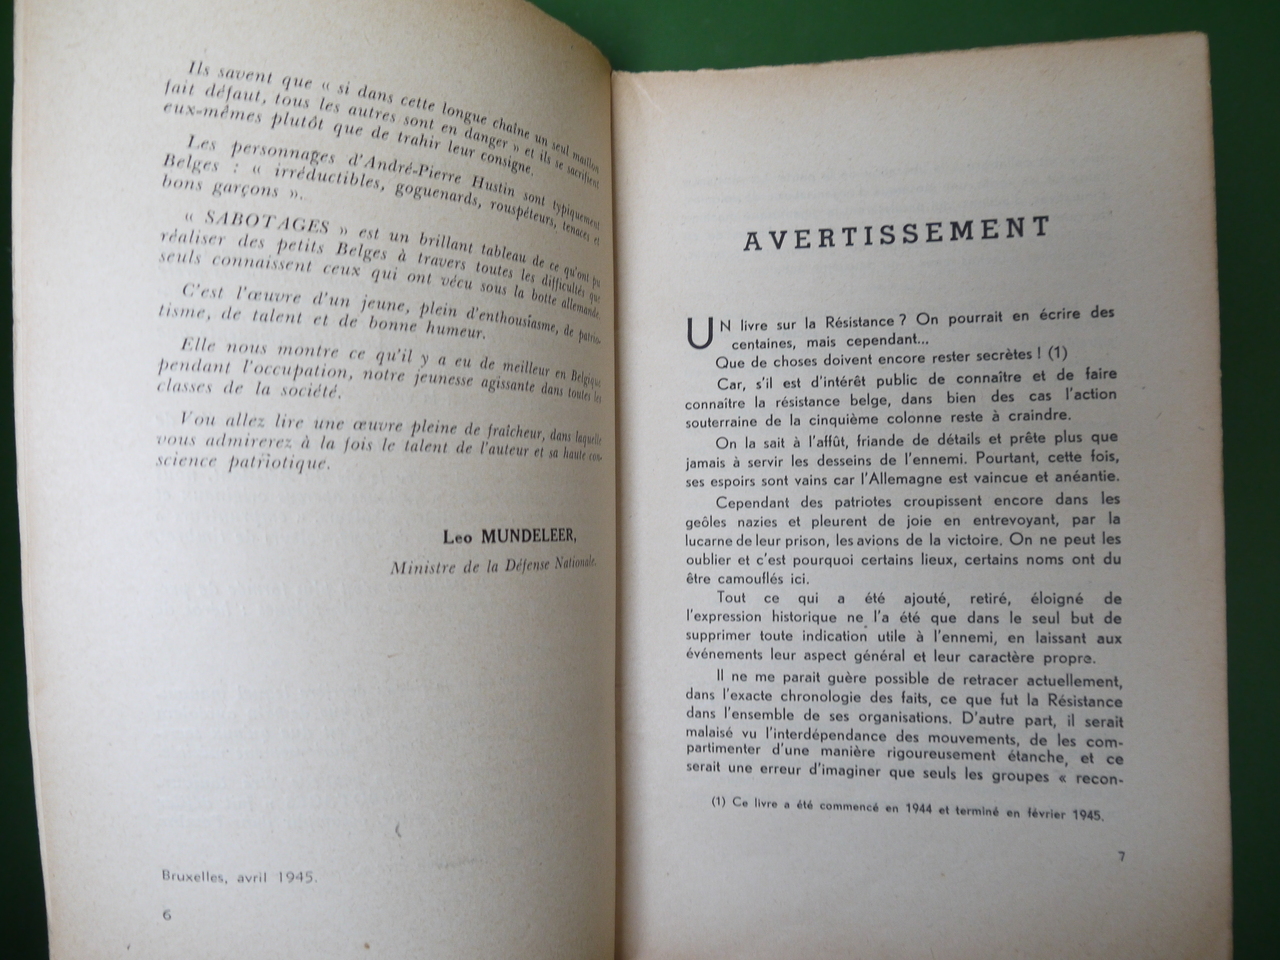 Ils savent que « si dans cette longue chaîne un seul maillon
fait défaut, tous les autres sont en danger » et ils se sacrifient
eux-mêmes plutôt que de trahir leur consigne.
Les personnages d'André-Pierre Hustin sont typiquement
Belges : « irréductibles, goguenards, rouspéteurs, tenaces et
bons garçons ».
« SABOTAGES » est un brillant tableau de ce qu'ont pu
réaliser des petits Belges à travers toutes les difficultés que
seuls connaissent ceux qui ont vécu sous la botte allemande.
C'est l'œuvre d'un jeune, plein d'enthousiasme, de patrio-
tisme, de talent et de bonne humeur.
Elle nous montre ce qu'il y a eu de meilleur en Belgique
pendant l'occupation, notre jeunesse agissante dans toutes les
classes de la société.
Vou allez lire une œuvre pleine de fraîcheur, dans laquelle
vous admirerez à la fois le talent de l'auteur et sa haute con-
science patriotique.
Leo MUNDELEER,
Ministre de la Défense Nationale.
Bruxelles, avril 1945.
6
AVERTISSEMENT
UN livre sur la Résistance ? On pourrait en écrire des
centaines, mais cependant...
Que de choses doivent encore rester secrètes ! (1)
Car, s'il est d'intérêt public de connaître et de faire
connaître la résistance belge, dans bien des cas l'action
souterraine de la cinquième colonne reste à craindre.
On la sait à l'affût, friande de détails et prête plus que
jamais à servir les desseins de l'ennemi. Pourtant, cette fois,
ses espoirs sont vains car l'Allemagne est vaincue et anéantie.
Cependant des patriotes croupissent encore dans les
geôles nazies et pleurent de joie en entrevoyant, par la
lucarne de leur prison, les avions de la victoire. On ne peut les
oublier et c'est pourquoi certains lieux, certains noms ont du
être camouflés ici.
Tout ce qui a été ajouté, retiré, éloigné de
l'expression historique ne l'a été que dans le seul but de
supprimer toute indication utile à l'ennemi, en laissant aux
événements leur aspect général et leur caractère propre.
Il ne me parait guère possible de retracer actuellement,
dans l'exacte chronologie des faits, ce que fut la Résistance
dans l'ensemble de ses organisations. D'autre part, il serait
malaisé vu l'interdépendance des mouvements, de les com-
partimenter d'une manière rigoureusement étanche, et ce
serait une erreur d'imaginer que seuls les groupes « recon-
(1) Ce livre a été commencé en 1944 et terminé en février 1945.
7